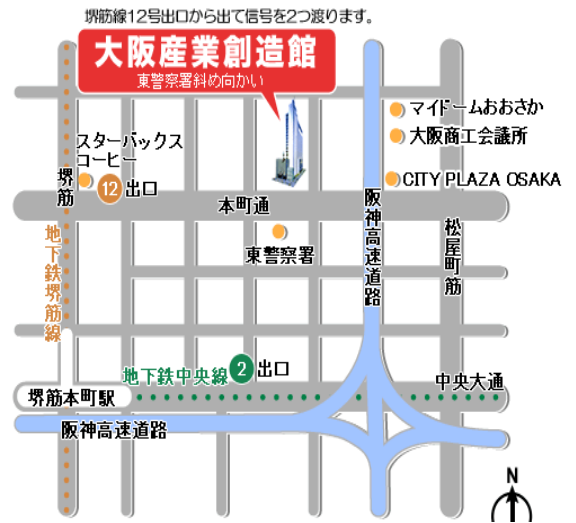 堺筋線12号出口から出て信号を2つ渡ります。
大阪産業創造館
東警察署斜め向かい
マイドームおおさか
大阪商工会議所
スターバックス
コーヒー
堺筋
12 出口
CITY PLAZA OSAKA
本町通
阪神高速道路
松屋町筋
東警察署
地下鉄堺筋線
地下鉄中央線 2 出口
中央大通
堺筋本町駅
阪神高速道路
N